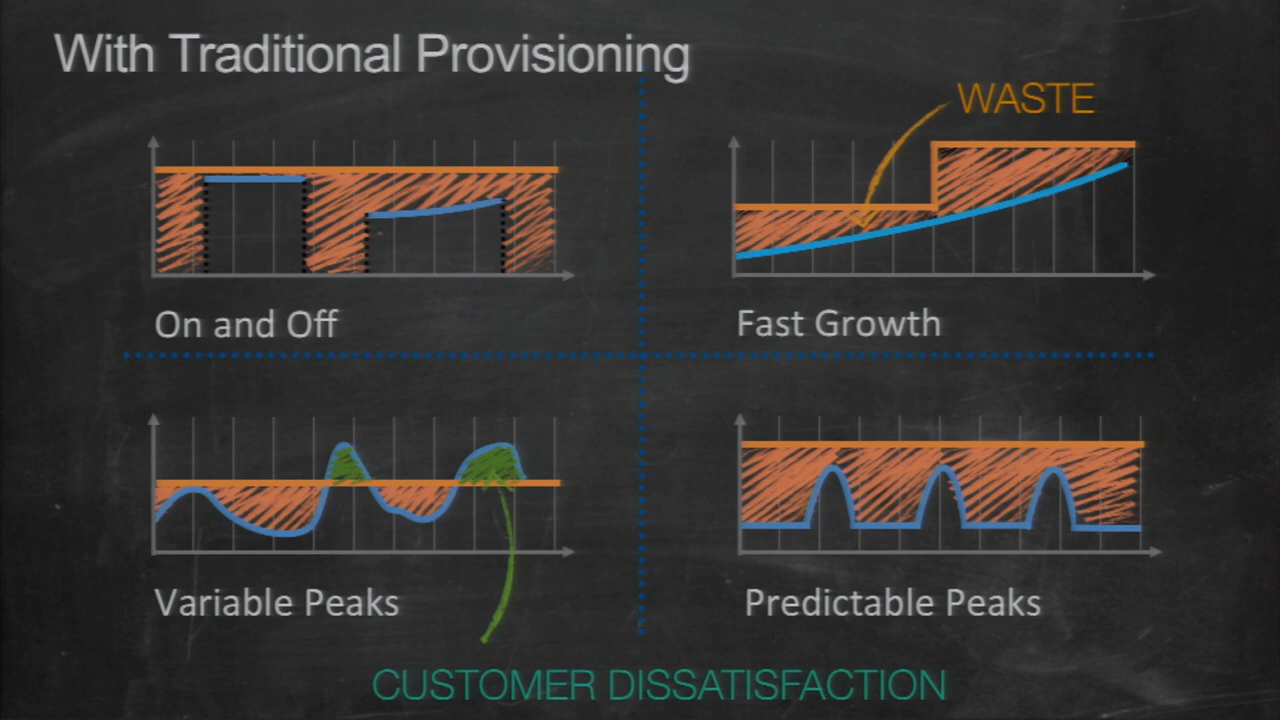 With Traditional Provisioning
WASTE
On and Off
Fast Growth
Variable Peaks
Predictable Peaks
CUSTOMER DISSATISFACTION